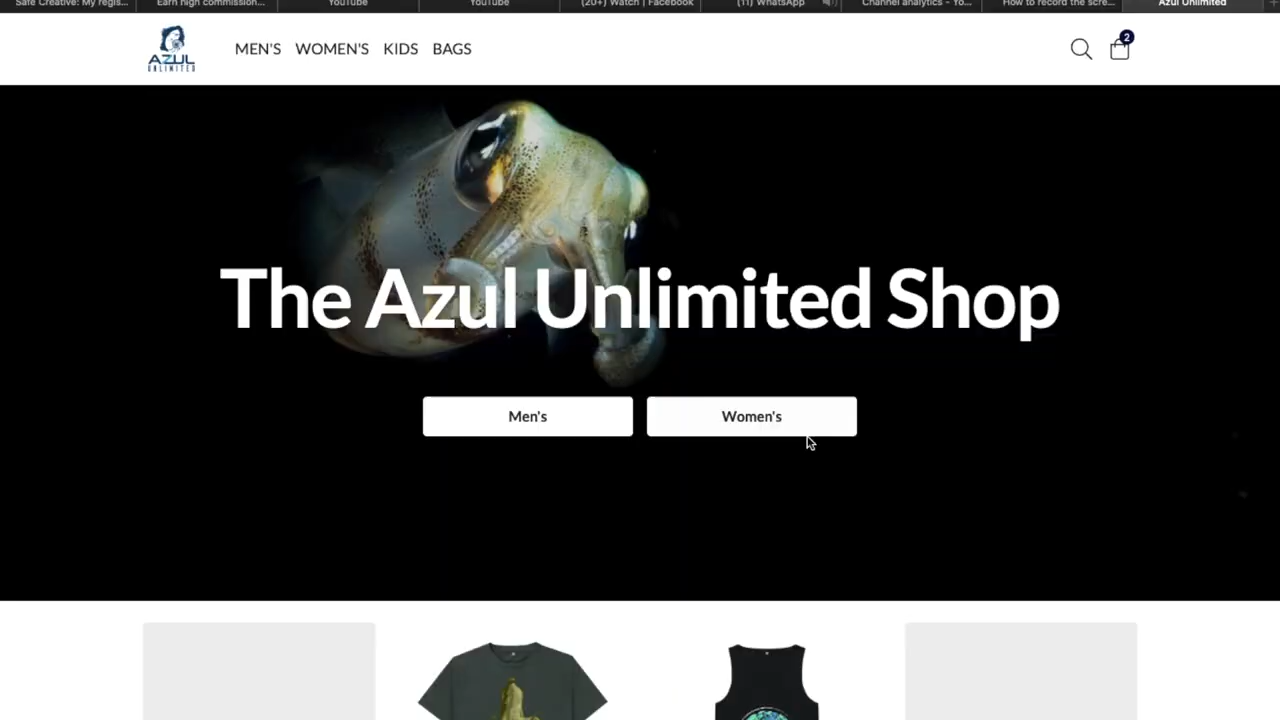 Safe Creative: My regis...
Earn high commission...
YouTube
YouTube
(20+) Watch | Facebook
(11) WhatsApp
Channel analytics - Yo...
How to record the scre...
Azul Unlimited
AZUL
UNLIMITED
MEN'S
WOMEN'S
KIDS
BAGS
2
The Azul Unlimited Shop
Men's
Women's